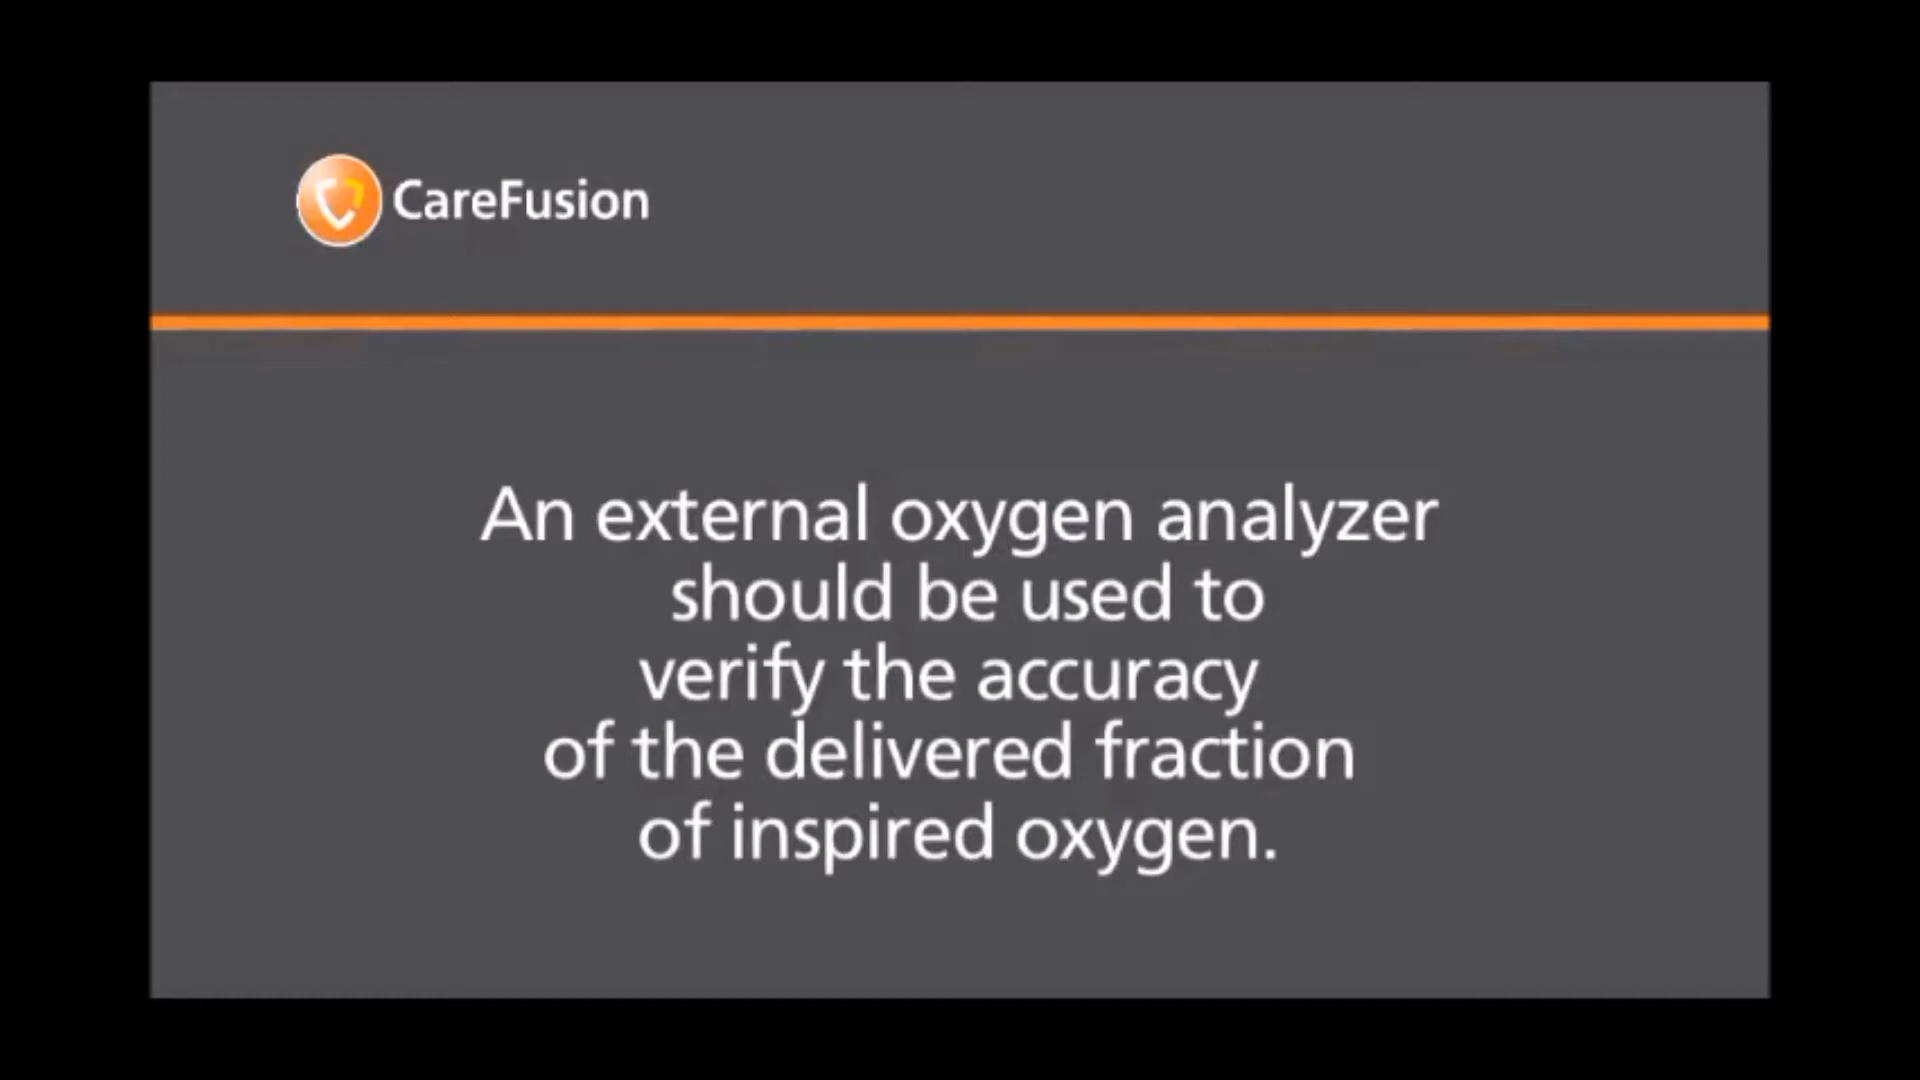 CareFusion
An external oxygen analyzer
should be used to
verify the accuracy
of the delivered fraction
of inspired oxygen.